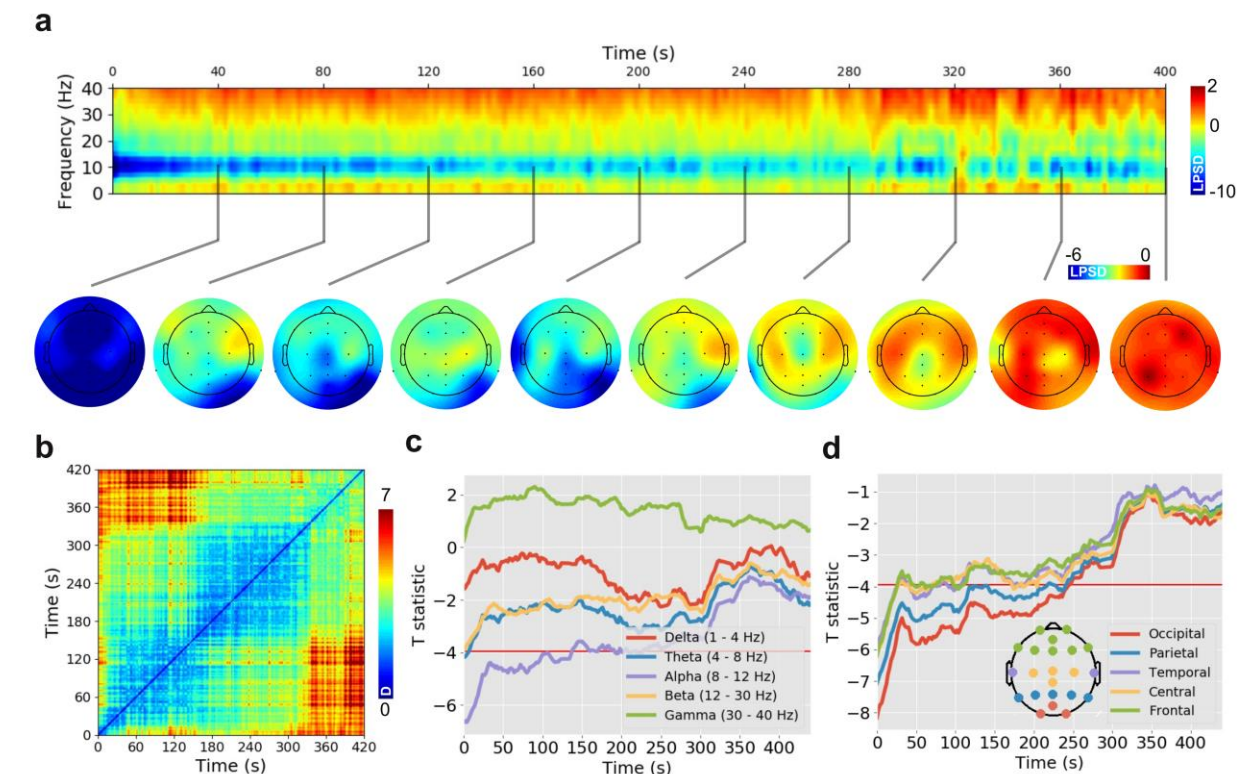 a
Time (s)
0 40 80 120 160 200 240 280 320 360 400
Frequency (Hz)
40
30
20
10
0
2
0
-10
LPSD
-6 0
LPSD
b
Time (s)
420
360
300
240
180
120
60
0
0 60 120 180 240 300 360 420
Time (s)
7
D
0
c
T statistic
2
0
−2
−4
−6
Delta (1 - 4 Hz)
Theta (4 - 8 Hz)
Alpha (8 - 12 Hz)
Beta (12 - 30 Hz)
Gamma (30 - 40 Hz)
0 50 100 150 200 250 300 350 400
Time (s)
d
T statistic
−1
−2
−3
−4
−5
−6
−7
−8
Occipital
Parietal
Temporal
Central
Frontal
0 50 100 150 200 250 300 350 400
Time (s)